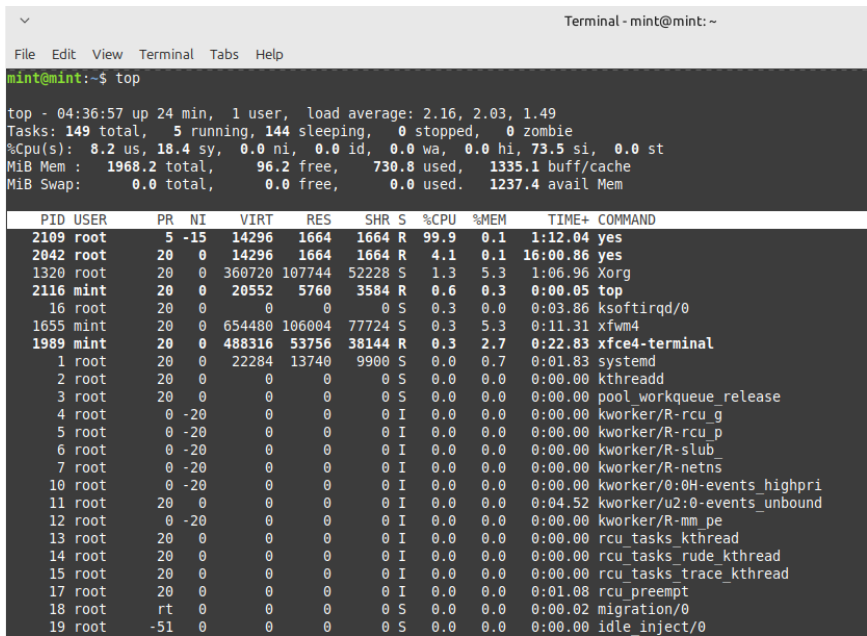 Terminal - mint@mint: ~
File Edit View Terminal Tabs Help
mint@mint:~$ top
top - 04:36:57 up 24 min,  1 user,  load average: 2.16, 2.03, 1.49
Tasks: 149 total,   5 running, 144 sleeping,   0 stopped,   0 zombie
%Cpu(s):  8.2 us, 18.4 sy,  0.0 ni,  0.0 id,  0.0 wa,  0.0 hi, 73.5 si,  0.0 st
MiB Mem :   1968.2 total,     96.2 free,    730.8 used,   1335.1 buff/cache
MiB Swap:      0.0 total,      0.0 free,      0.0 used.   1237.4 avail Mem
PID USER      PR  NI    VIRT    RES    SHR S  %CPU  %MEM     TIME+ COMMAND
2109 root       5 -15   14296   1664   1664 R  99.9   0.1   1:12.04 yes
2042 root      20   0   14296   1664   1664 R   4.1   0.1  16:00.86 yes
1320 root      20   0  360720 107744  52228 S   1.3   5.3   1:06.96 Xorg
2116 mint      20   0   20552   5760   3584 R   0.6   0.3   0:00.05 top
16 root      20   0       0      0      0 S   0.3   0.0   0:03.86 ksoftirqd/0
1655 mint      20   0  654480 106004  77724 S   0.3   5.3   0:11.31 xfwm4
1989 mint      20   0  488316  53756  38144 R   0.3   2.7   0:22.83 xfce4-terminal
1 root      20   0   22284  13740   9900 S   0.0   0.7   0:01.83 systemd
2 root      20   0       0      0      0 S   0.0   0.0   0:00.00 kthreadd
3 root      20   0       0      0      0 S   0.0   0.0   0:00.00 pool_workqueue_release
4 root       0 -20       0      0      0 I   0.0   0.0   0:00.00 kworker/R-rcu_g
5 root       0 -20       0      0      0 I   0.0   0.0   0:00.00 kworker/R-rcu_p
6 root       0 -20       0      0      0 I   0.0   0.0   0:00.00 kworker/R-slub_
7 root       0 -20       0      0      0 I   0.0   0.0   0:00.00 kworker/R-netns
10 root       0 -20       0      0      0 I   0.0   0.0   0:00.00 kworker/0:0H-events_highpri
11 root      20   0       0      0      0 I   0.0   0.0   0:04.52 kworker/u2:0-events_unbound
12 root       0 -20       0      0      0 I   0.0   0.0   0:00.00 kworker/R-mm_pe
13 root      20   0       0      0      0 I   0.0   0.0   0:00.00 rcu_tasks_kthread
14 root      20   0       0      0      0 I   0.0   0.0   0:00.00 rcu_tasks_rude_kthread
15 root      20   0       0      0      0 I   0.0   0.0   0:00.00 rcu_tasks_trace_kthread
17 root      20   0       0      0      0 I   0.0   0.0   0:01.08 rcu_preempt
18 root      rt   0       0      0      0 S   0.0   0.0   0:00.02 migration/0
19 root     -51   0       0      0      0 S   0.0   0.0   0:00.00 idle_inject/0